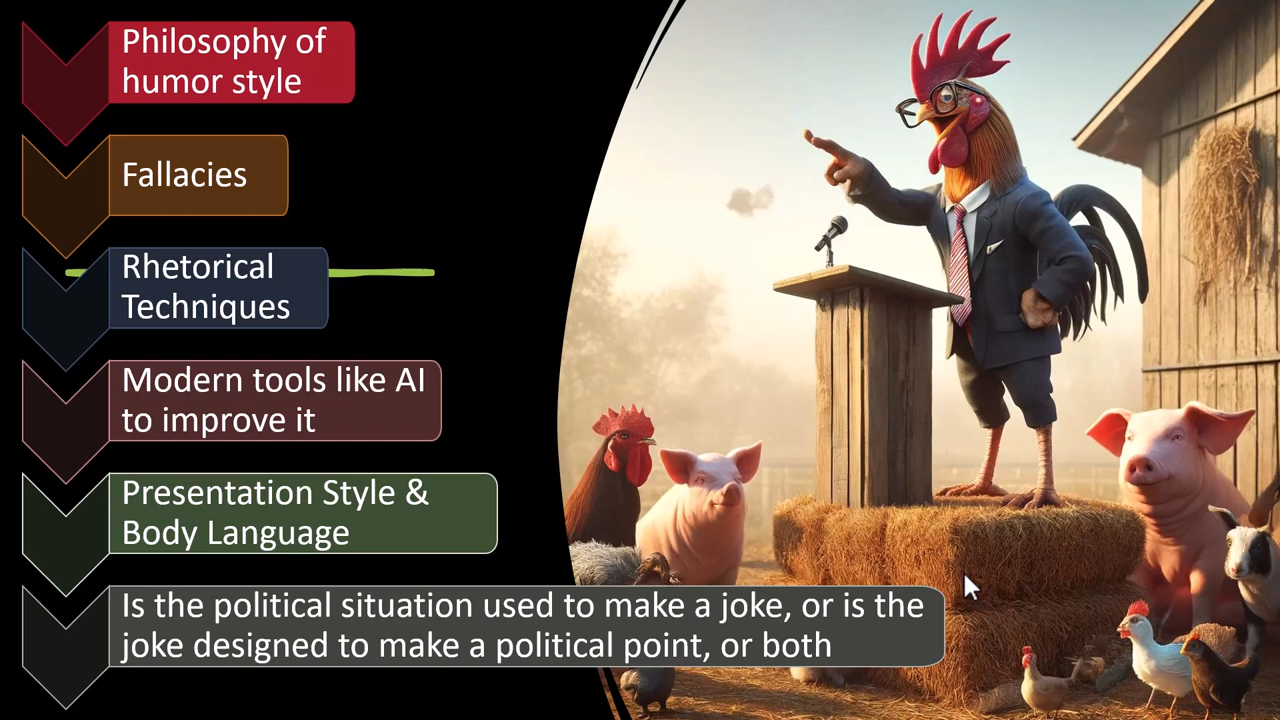 Philosophy of
humor style
Fallacies
Rhetorical
Techniques
Modern tools like AI
to improve it
Presentation Style &
Body Language
Is the political situation used to make a joke, or is the
joke designed to make a political point, or both